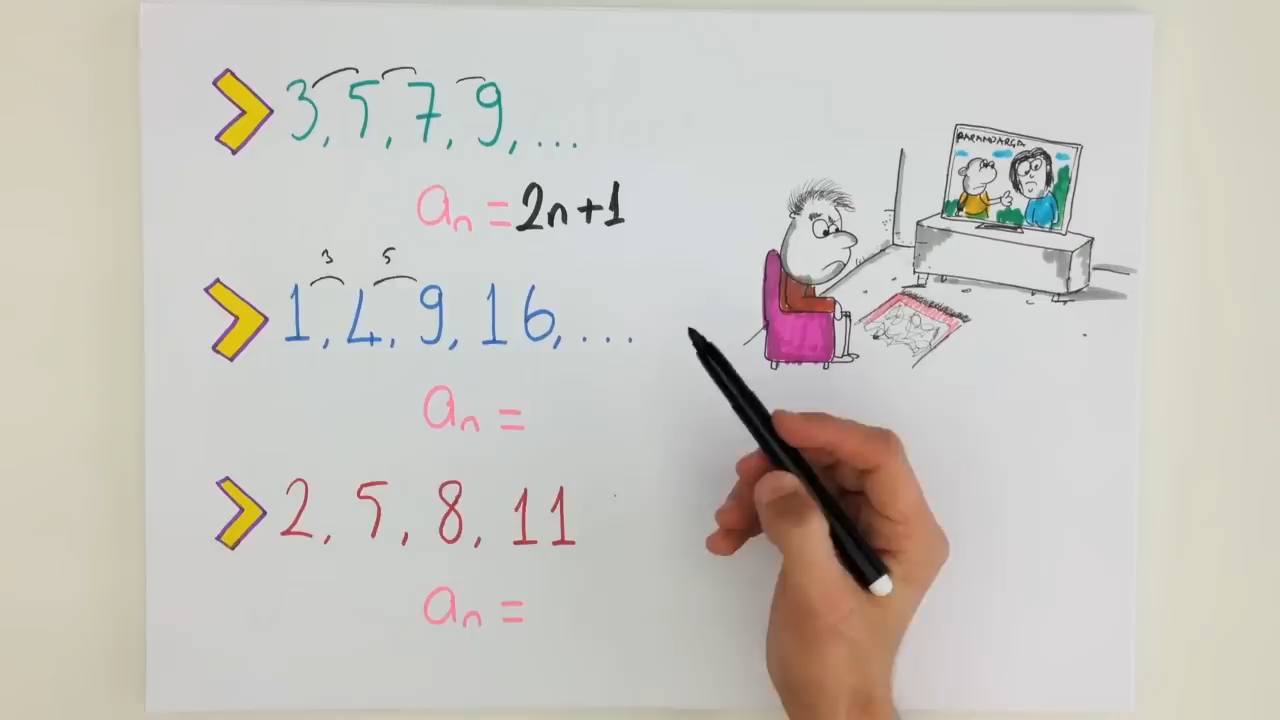 3, 5, 7, 9, ...
aₙ = 2n+1
3 5
1, 4, 9, 16, ...
aₙ =
2, 5, 8, 11
aₙ =